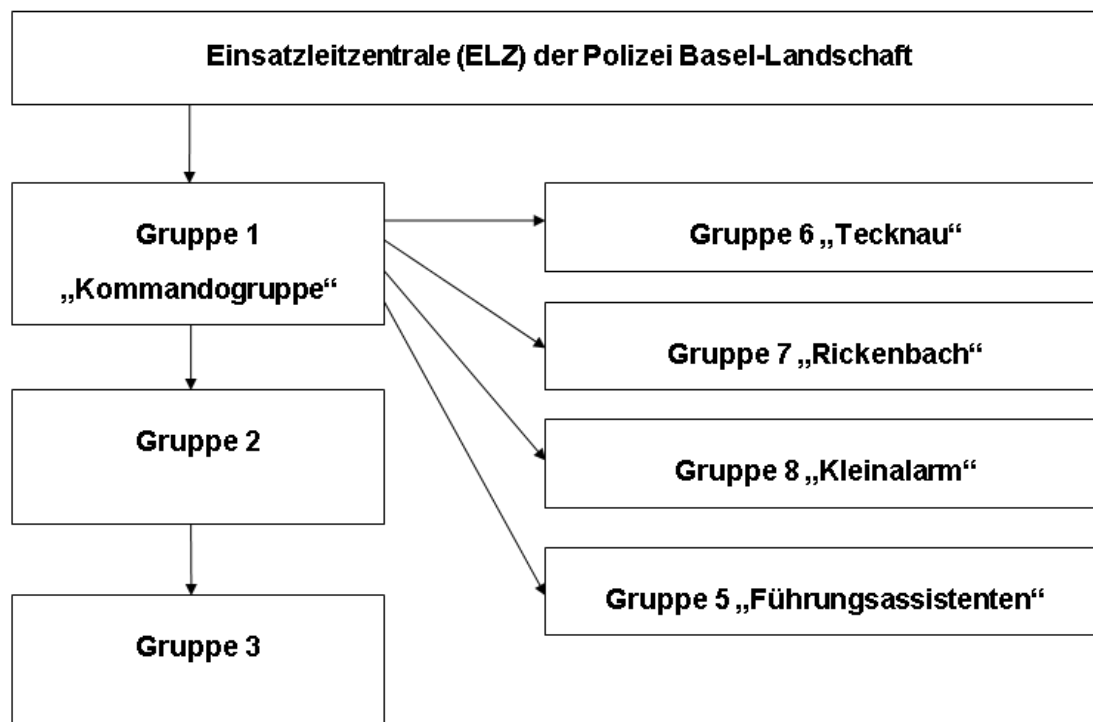 Einsatzleitzentrale (ELZ) der Polizei Basel-Landschaft
Gruppe 1
„Kommandogruppe“
Gruppe 2
Gruppe 3
Gruppe 6 „Tecknau“
Gruppe 7 „Rickenbach“
Gruppe 8 „Kleinalarm“
Gruppe 5 „Führungsassistenten“